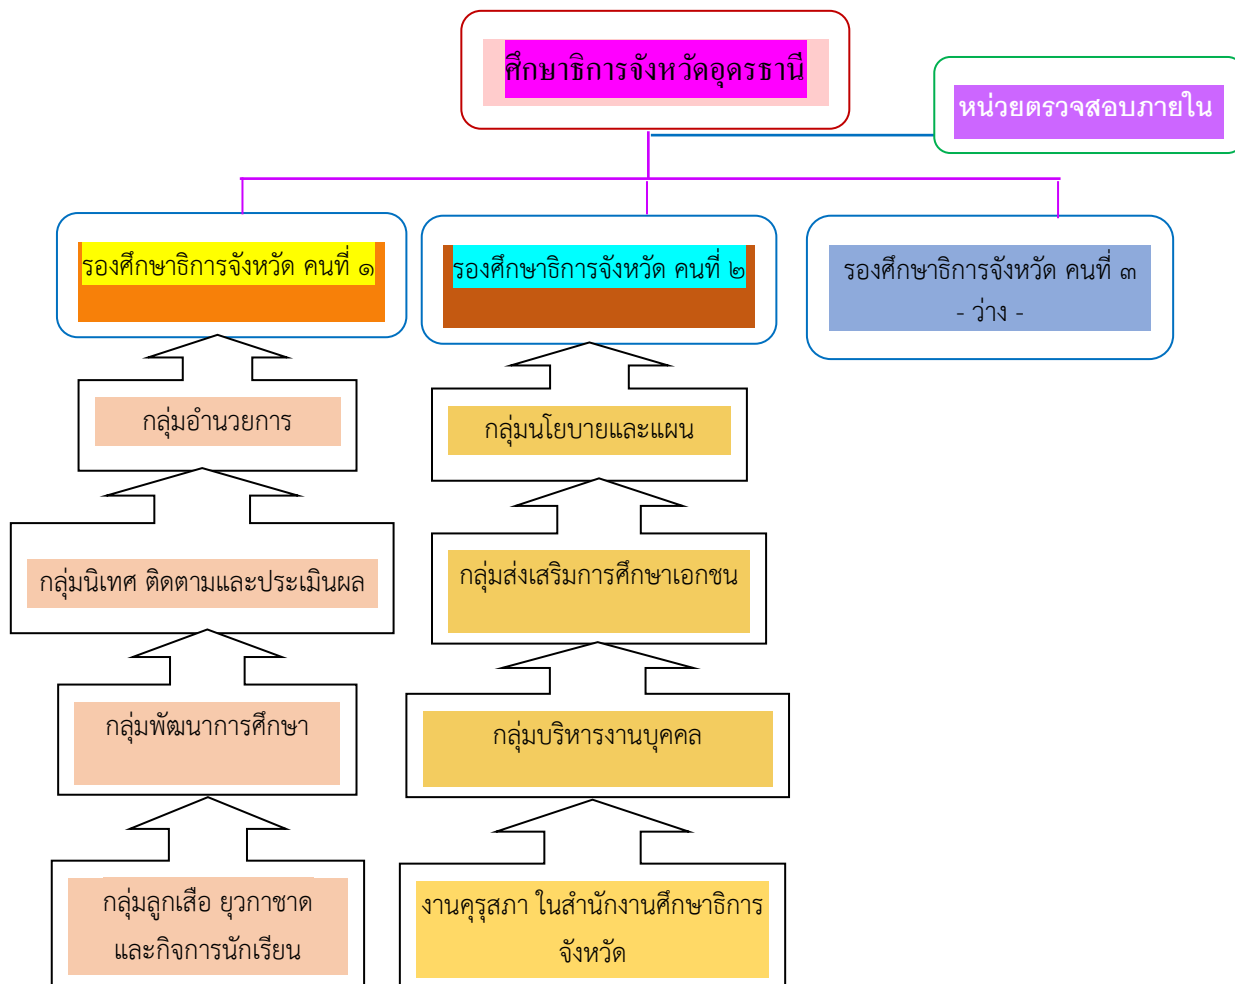 ศึกษาธิการจังหวัดอุดรธานี
หน่วยตรวจสอบภายใน
รองศึกษาธิการจังหวัด คนที่ ๑
รองศึกษาธิการจังหวัด คนที่ ๒
รองศึกษาธิการจังหวัด คนที่ ๓
- ว่าง -
กลุ่มอำนวยการ
กลุ่มนโยบายและแผน
กลุ่มนิเทศ ติดตามและประเมินผล
กลุ่มส่งเสริมการศึกษาเอกชน
กลุ่มพัฒนาการศึกษา
กลุ่มบริหารงานบุคคล
กลุ่มลูกเสือ ยุวกาชาด
และกิจการนักเรียน
งานคุรุสภา ในสำนักงานศึกษาธิการ
จังหวัด